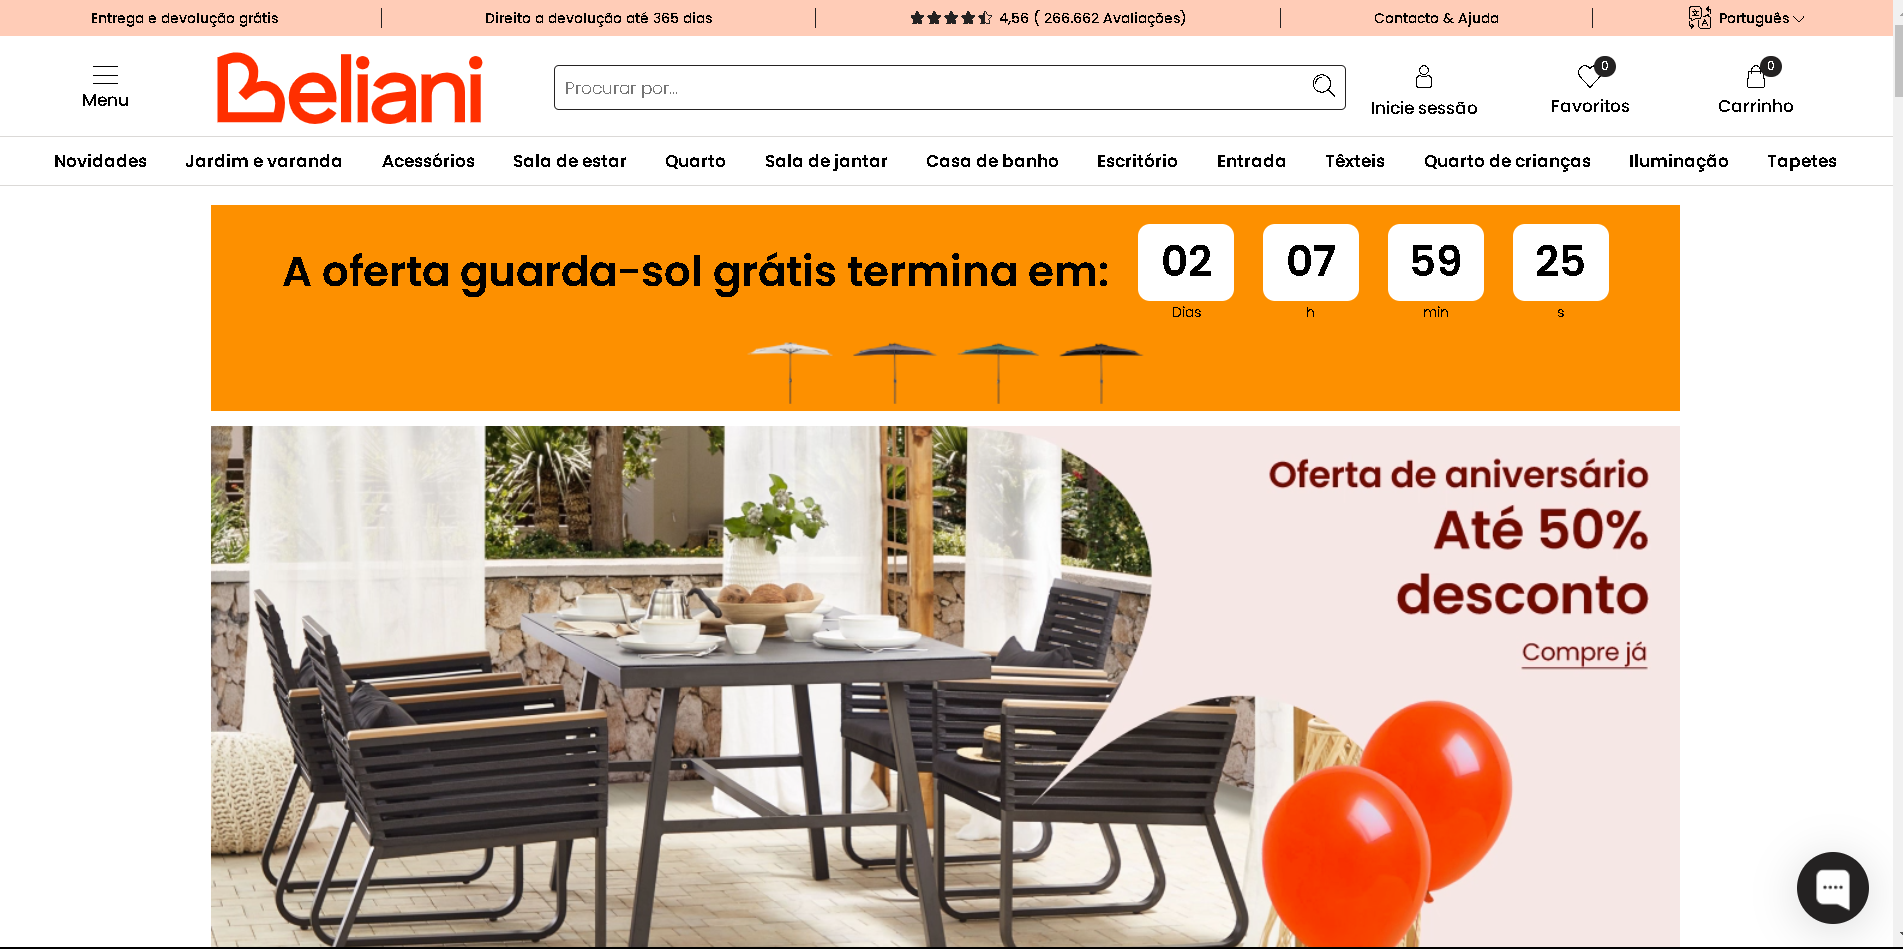 Entrega e devolução grátis
Direito a devolução até 365 dias
4,56 ( 266.662 Avaliações)
Contacto & Ajuda
Português
Menu
Beliani
Procurar por...
Inicie sessão
0
Favoritos
0
Carrinho
Novidades
Jardim e varanda
Acessórios
Sala de estar
Quarto
Sala de jantar
Casa de banho
Escritório
Entrada
Têxteis
Quarto de crianças
Iluminação
Tapetes
A oferta guarda-sol grátis termina em:
02
07
59
25
Dias
h
min
s
Oferta de aniversário
Até 50%
desconto
Compre já